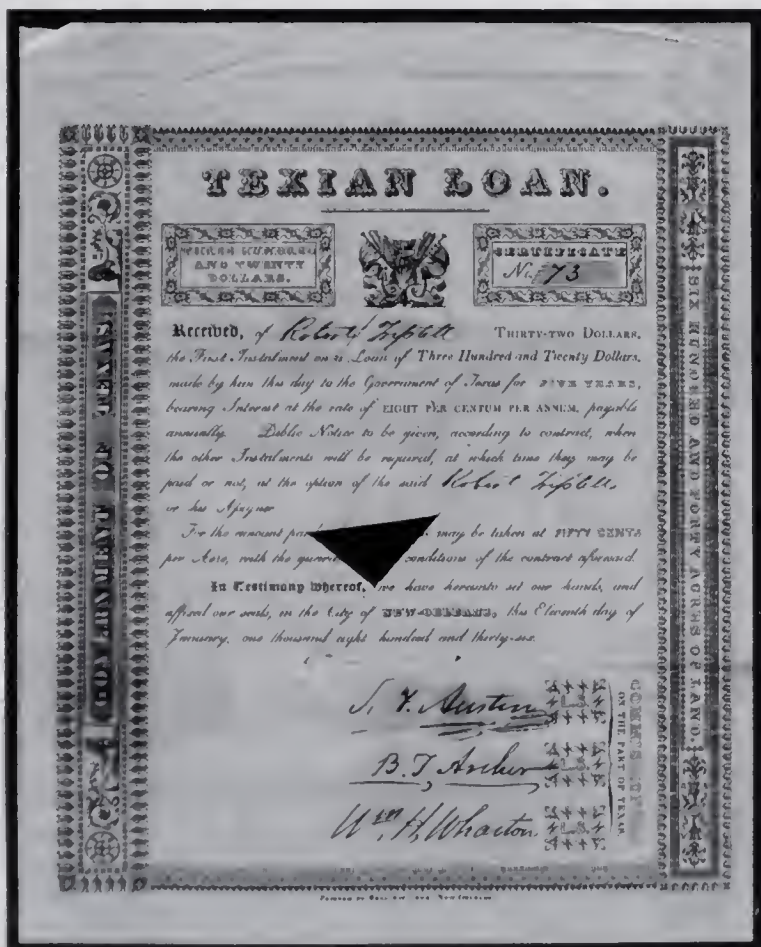 TEXIAN LOAN.
THREE HUNDRED
AND TWENTY
DOLLARS.
CERTIFICATE
No. 73
Received, of Robert Triplett THIRTY-TWO DOLLARS,
the First Instalment on a Loan of Three Hundred and Twenty Dollars,
made by him this day to the Government of Texas for FIVE YEARS,
bearing Interest at the rate of EIGHT PER CENTUM PER ANNUM, payable
annually. Public Notice to be given, according to contract, when
the other Instalments will be required, at which time they may be
paid or not, at the option of the said Robert Triplett
or his Assignee
For the amount may be taken at FIFTY CENTS
per Acre, with the conditions of the contract aforesaid.
In Testimony whereof, we have hereunto set our hands, and
affixed our seals, in the City of NEW-ORLEANS, this Eleventh day of
January, one thousand eight hundred and thirty-six.
S. F. Austin L.S.
B. T. Archer L.S.
Wm. H. Wharton L.S.
ON THE PART OF TEXAS.
GOVERNMENT OF TEXAS.
SIX HUNDRED AND FORTY ACRES OF LAND.